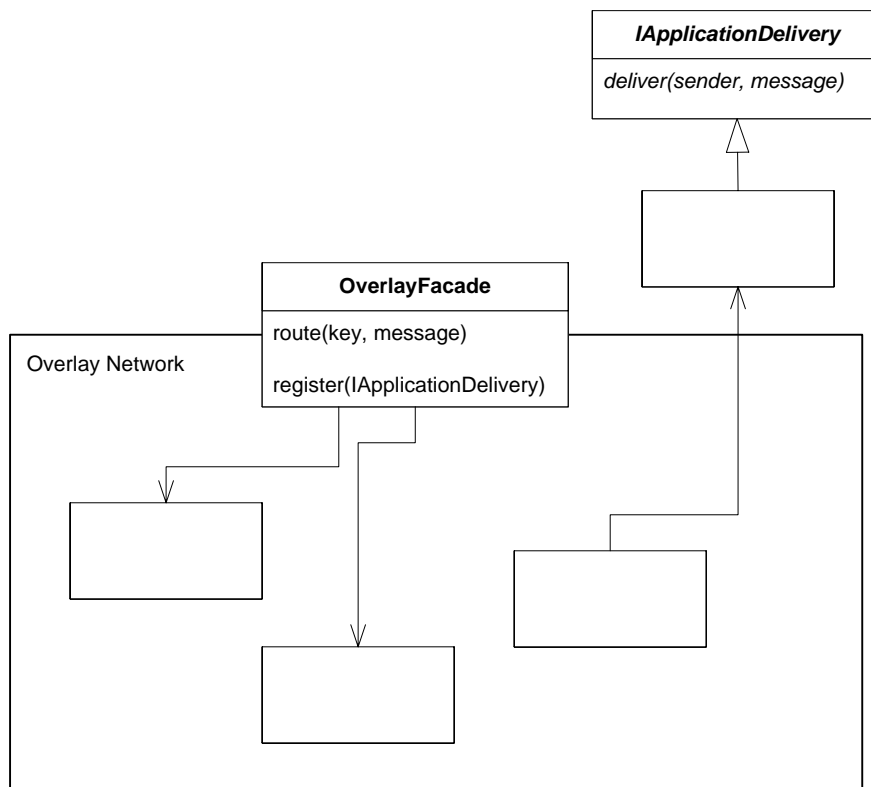 IApplicationDelivery
deliver(sender, message)
OverlayFacade
route(key, message)
Overlay Network
register(IApplicationDelivery)